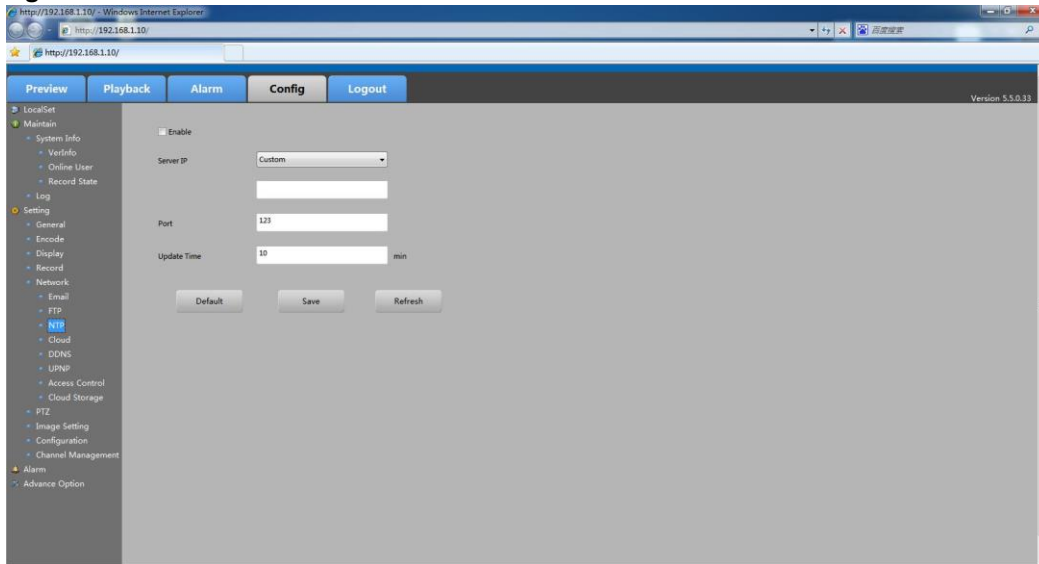 http://192.168.1.10/ - Windows Internet Explorer
http://192.168.1.10/
百度搜索
http://192.168.1.10/
Preview Playback Alarm Config Logout
Version 5.5.0.33
LocalSet
Maintain
System Info
VerInfo
Online User
Record State
Log
Setting
General
Encode
Display
Record
Network
Email
FTP
NTP
Cloud
DDNS
UPNP
Access Control
Cloud Storage
PTZ
Image Setting
Configuration
Channel Management
Alarm
Advance Option
Enable
Server IP Custom
Port 123
Update Time 10 min
Default Save Refresh